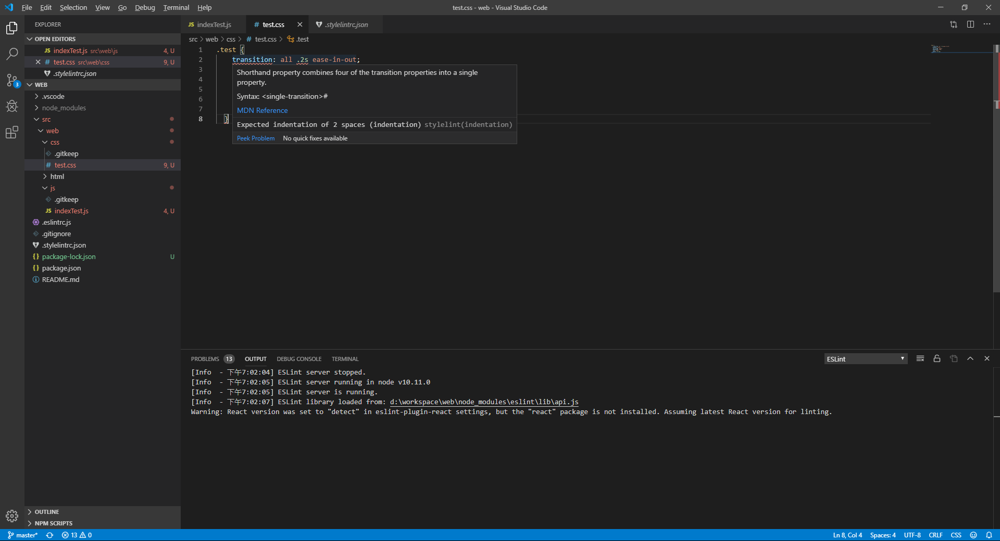 File Edit Selection View Go Debug Terminal Help
test.css - web - Visual Studio Code
EXPLORER
OPEN EDITORS
JS indexTest.js src\web\js 4, U
# test.css src\web\css 9, U
.stylelintrc.json
WEB
.vscode
node_modules
src
web
css
.gitkeep
# test.css 9, U
html
js
.gitkeep
JS indexTest.js 4, U
.eslintrc.js
.gitignore
.stylelintrc.json
{} package-lock.json U
{} package.json
README.md
OUTLINE
NPM SCRIPTS
3
JS indexTest.js
# test.css
.stylelintrc.json
src > web > css > # test.css > .test
1 .test {
2 transition: all .2s ease-in-out;
3
4
5
6
7
8 }
Shorthand property combines four of the transition properties into a single
property.
Syntax: <single-transition>#
MDN Reference
Expected indentation of 2 spaces (indentation) stylelint(indentation)
Peek Problem No quick fixes available
PROBLEMS 13 OUTPUT DEBUG CONSOLE TERMINAL
ESLint
[Info - 下午7:02:04] ESLint server stopped.
[Info - 下午7:02:05] ESLint server running in node v10.11.0
[Info - 下午7:02:05] ESLint server is running.
[Info - 下午7:02:07] ESLint library loaded from: d:\workspace\web\node_modules\eslint\lib\api.js
Warning: React version was set to "detect" in eslint-plugin-react settings, but the "react" package is not installed. Assuming latest React version for linting.
master* 13 0
Ln 8, Col 4 Spaces: 4 UTF-8 CRLF CSS